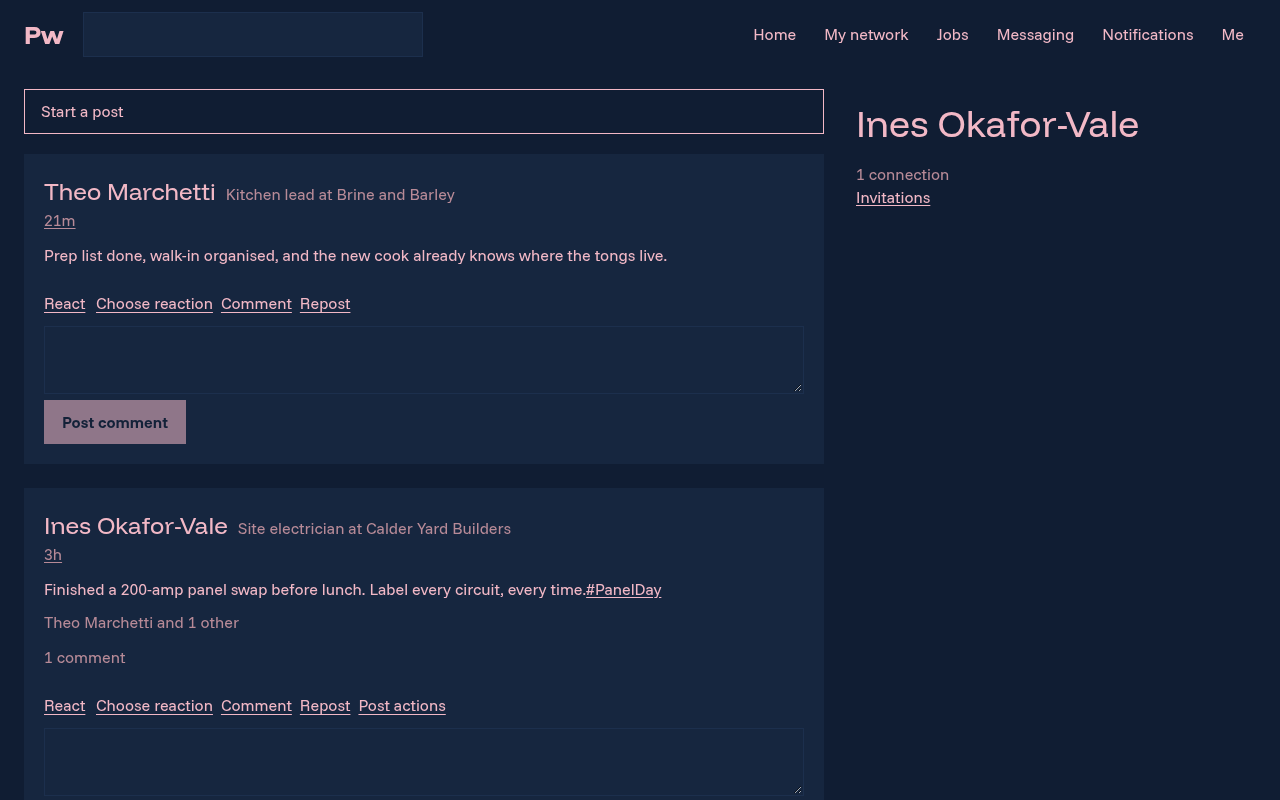 Pw
Home My network Jobs Messaging Notifications Me
Start a post
Ines Okafor-Vale
1 connection
Invitations
Theo Marchetti Kitchen lead at Brine and Barley
21m
Prep list done, walk-in organised, and the new cook already knows where the tongs live.
React Choose reaction Comment Repost
Post comment
Ines Okafor-Vale Site electrician at Calder Yard Builders
3h
Finished a 200-amp panel swap before lunch. Label every circuit, every time.#PanelDay
Theo Marchetti and 1 other
1 comment
React Choose reaction Comment Repost Post actions